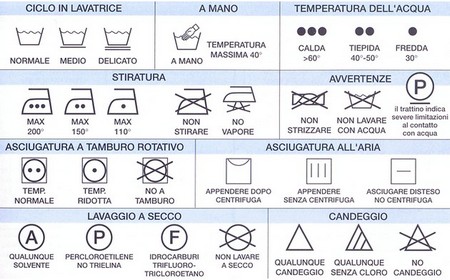 CICLO IN LAVATRICE
A MANO
TEMPERATURA DELL'ACQUA
NORMALE MEDIO DELICATO
A MANO
TEMPERATURA
MASSIMA 40°
CALDA
>60°
TIEPIDA
40°-50°
FREDDA
30°
STIRATURA
AVVERTENZE
MAX
200°
MAX
150°
MAX
110°
NON
STIRARE
NO
VAPORE
NON
STRIZZARE
NON LAVARE
CON ACQUA
P
il trattino indica
severe limitazioni
al contatto
con acqua
ASCIUGATURA A TAMBURO ROTATIVO
ASCIUGATURA ALL'ARIA
TEMP.
NORMALE
TEMP.
RIDOTTA
NO A
TAMBURO
APPENDERE DOPO
CENTRIFUGA
APPENDERE
SENZA CENTRIFUGA
ASCIUGARE DISTESO
NO CENTRIFUGA
LAVAGGIO A SECCO
CANDEGGIO
A
P
F
QUALUNQUE
SOLVENTE
PERCLOROETILENE
NO TRIELINA
IDROCARBURI
TRIFLUORO-
TRICLOROETANO
NON LAVARE
A SECCO
QUALUNQUE
CANDEGGIO
QUALUNQUE
SENZA CLORO
NO
CANDEGGIO